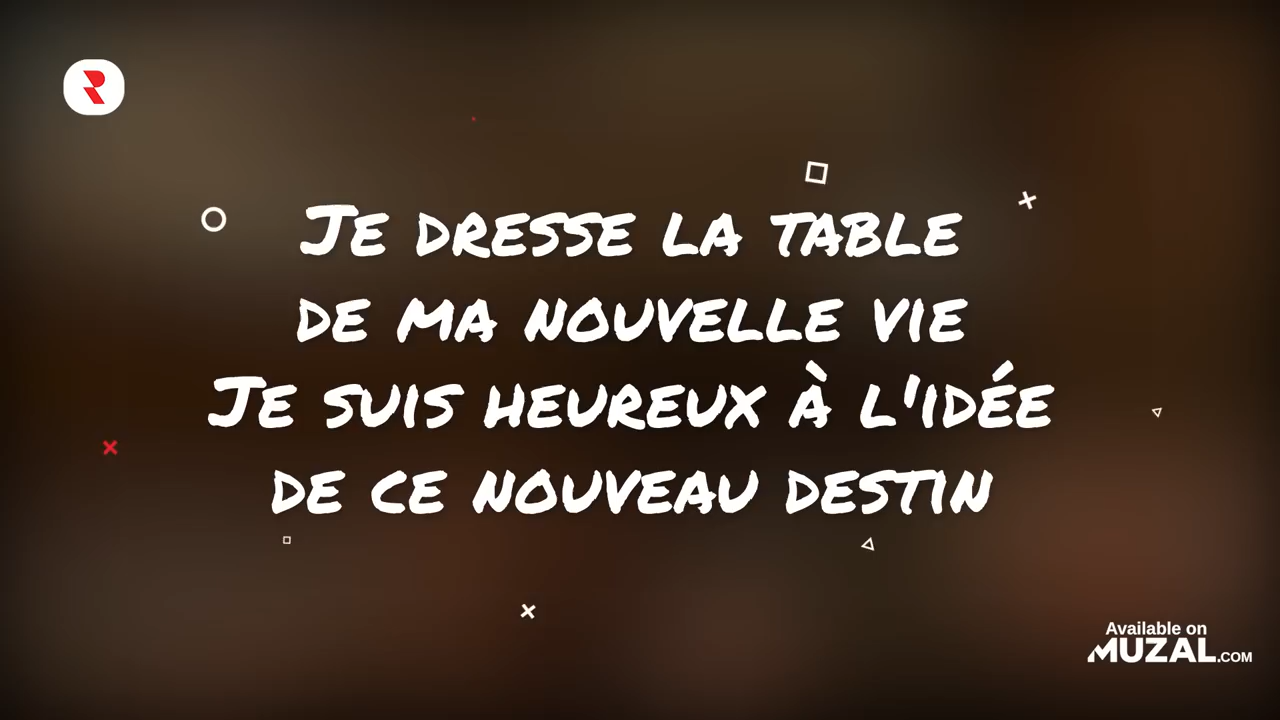 Je dresse la table
de ma nouvelle vie
Je suis heureux à l'idée
de ce nouveau destin
Available on
MUZAL.COM